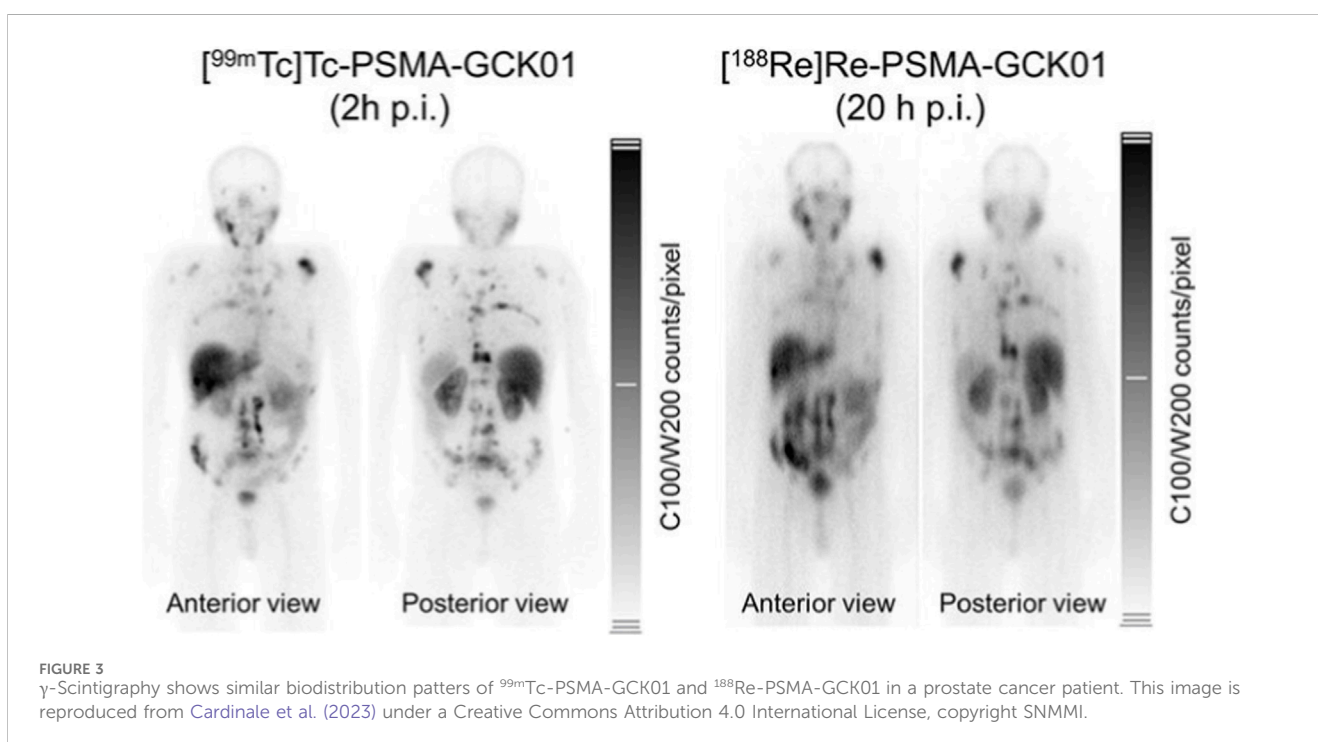 [⁹⁹ᵐTc]Tc-PSMA-GCK01
(2h p.i.)
[¹⁸⁸Re]Re-PSMA-GCK01
(20 h p.i.)
C100/W200 counts/pixel
C100/W200 counts/pixel
Anterior view
Posterior view
Anterior view
Posterior view
FIGURE 3
γ-Scintigraphy shows similar biodistribution patters of ⁹⁹ᵐTc-PSMA-GCK01 and ¹⁸⁸Re-PSMA-GCK01 in a prostate cancer patient. This image is
reproduced from Cardinale et al. (2023) under a Creative Commons Attribution 4.0 International License, copyright SNMMI.